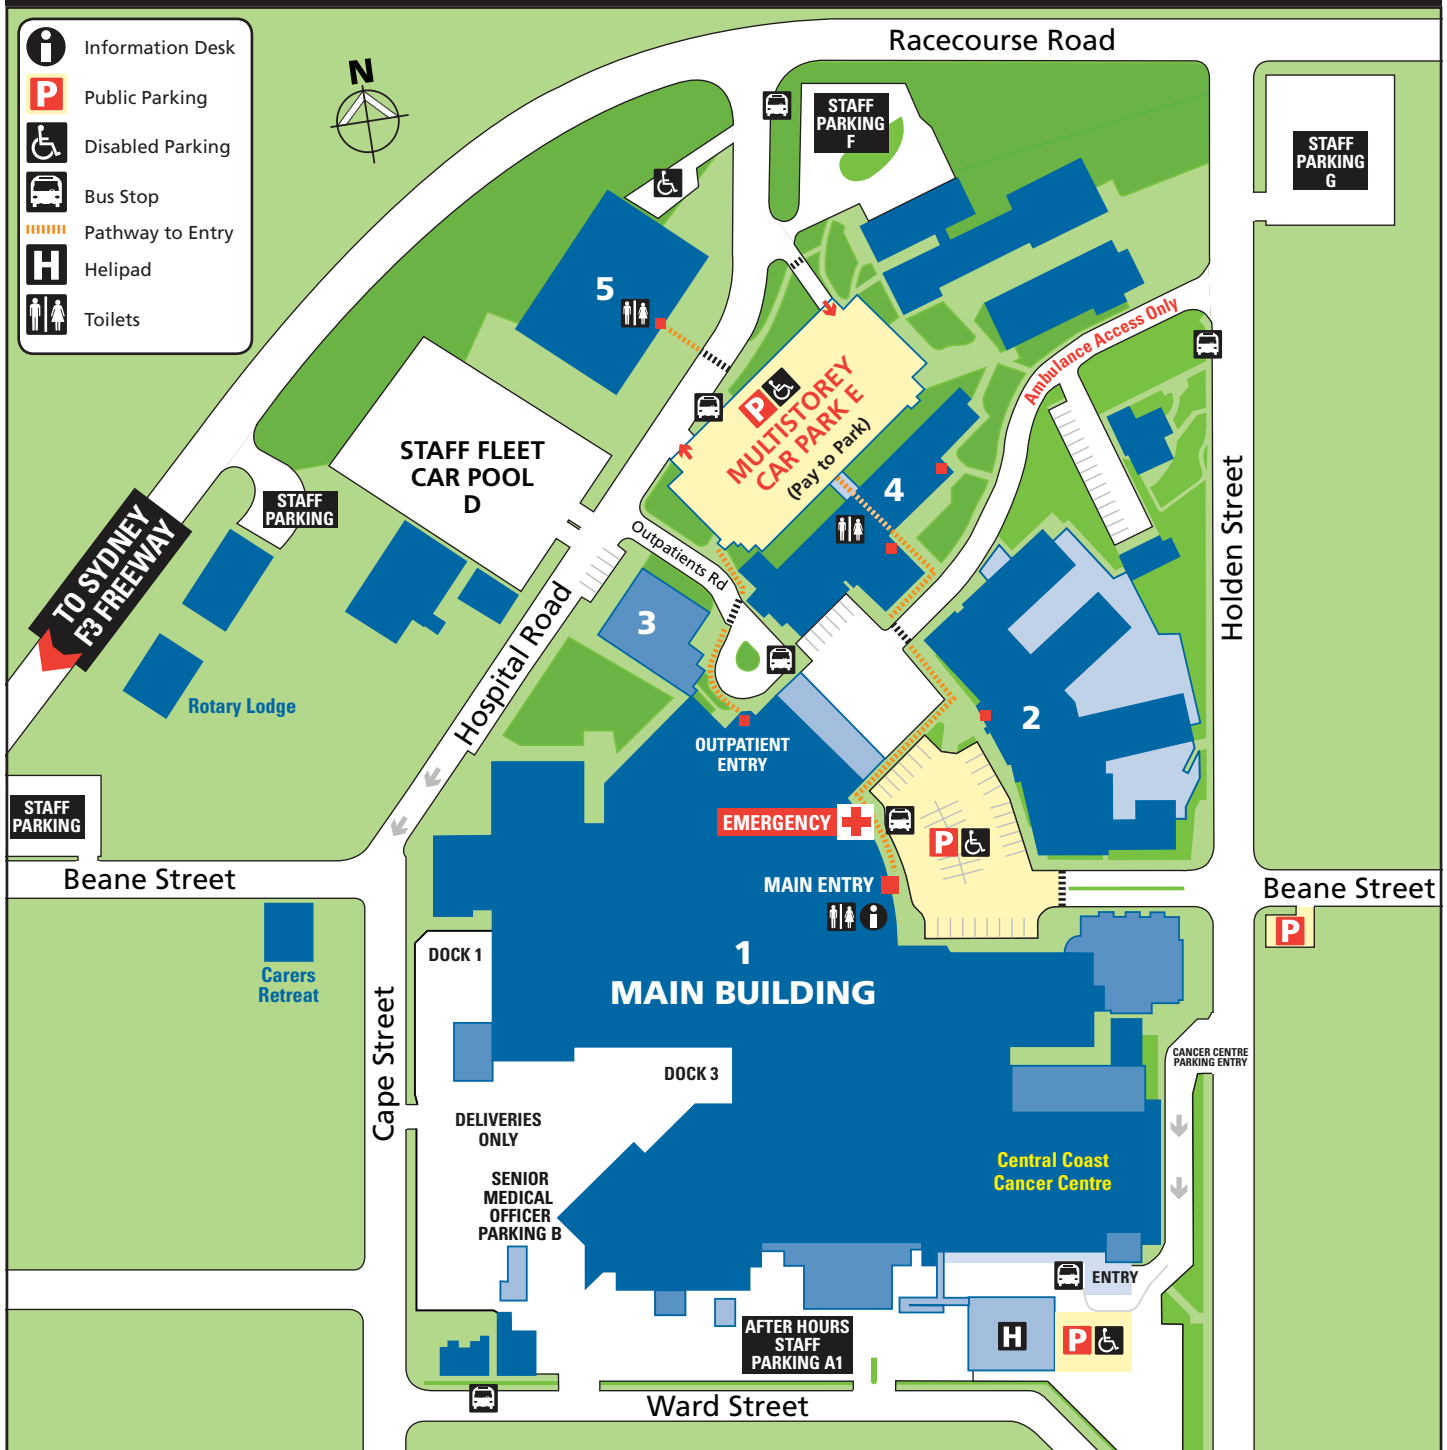 Information Desk
P
Public Parking
Disabled Parking
Bus Stop
Pathway to Entry
H
Helipad
Toilets
N
Racecourse Road
STAFF
PARKING
F
STAFF
PARKING
G
5
Ambulance Access Only
P
MULTISTOREY
CAR PARK E
(Pay to Park)
STAFF FLEET
CAR POOL
D
4
STAFF
PARKING
TO SYDNEY
F3 FREEWAY
Outpatients Rd
Holden Street
3
Hospital Road
Rotary Lodge
2
OUTPATIENT
ENTRY
STAFF
PARKING
EMERGENCY
P
Beane Street
MAIN ENTRY
Beane Street
P
1
MAIN BUILDING
DOCK 1
Carers
Retreat
Cape Street
DOCK 3
CANCER CENTRE
PARKING ENTRY
DELIVERIES
ONLY
Central Coast
Cancer Centre
SENIOR
MEDICAL
OFFICER
PARKING B
ENTRY
AFTER HOURS
STAFF
PARKING A1
H
P
Ward Street